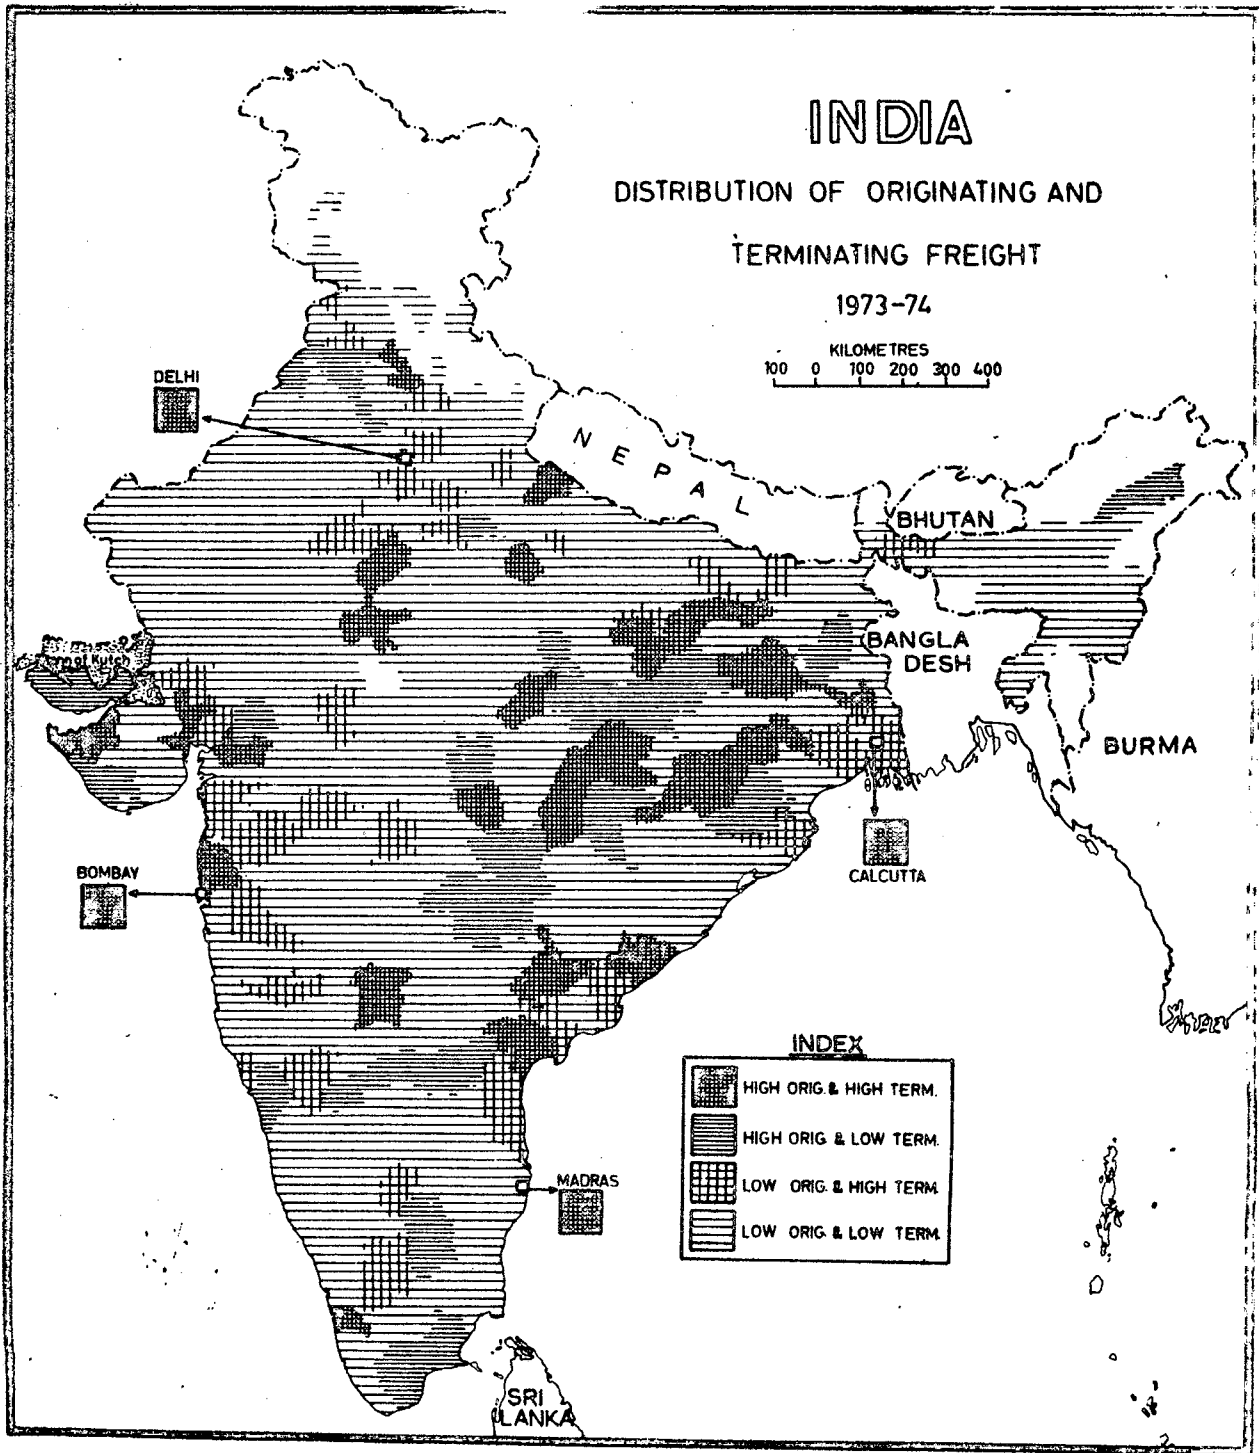 INDIA
DISTRIBUTION OF ORIGINATING AND
TERMINATING FREIGHT
1973-74
KILOMETRES
100 0 100 200 300 400
DELHI
NEPAL
BHUTAN
BANGLA
DESH
BURMA
CALCUTTA
BOMBAY
MADRAS
INDEX
HIGH ORIG. & HIGH TERM.
HIGH ORIG & LOW TERM.
LOW ORIG. & HIGH TERM.
LOW ORIG. & LOW TERM.
SRI
LANKA